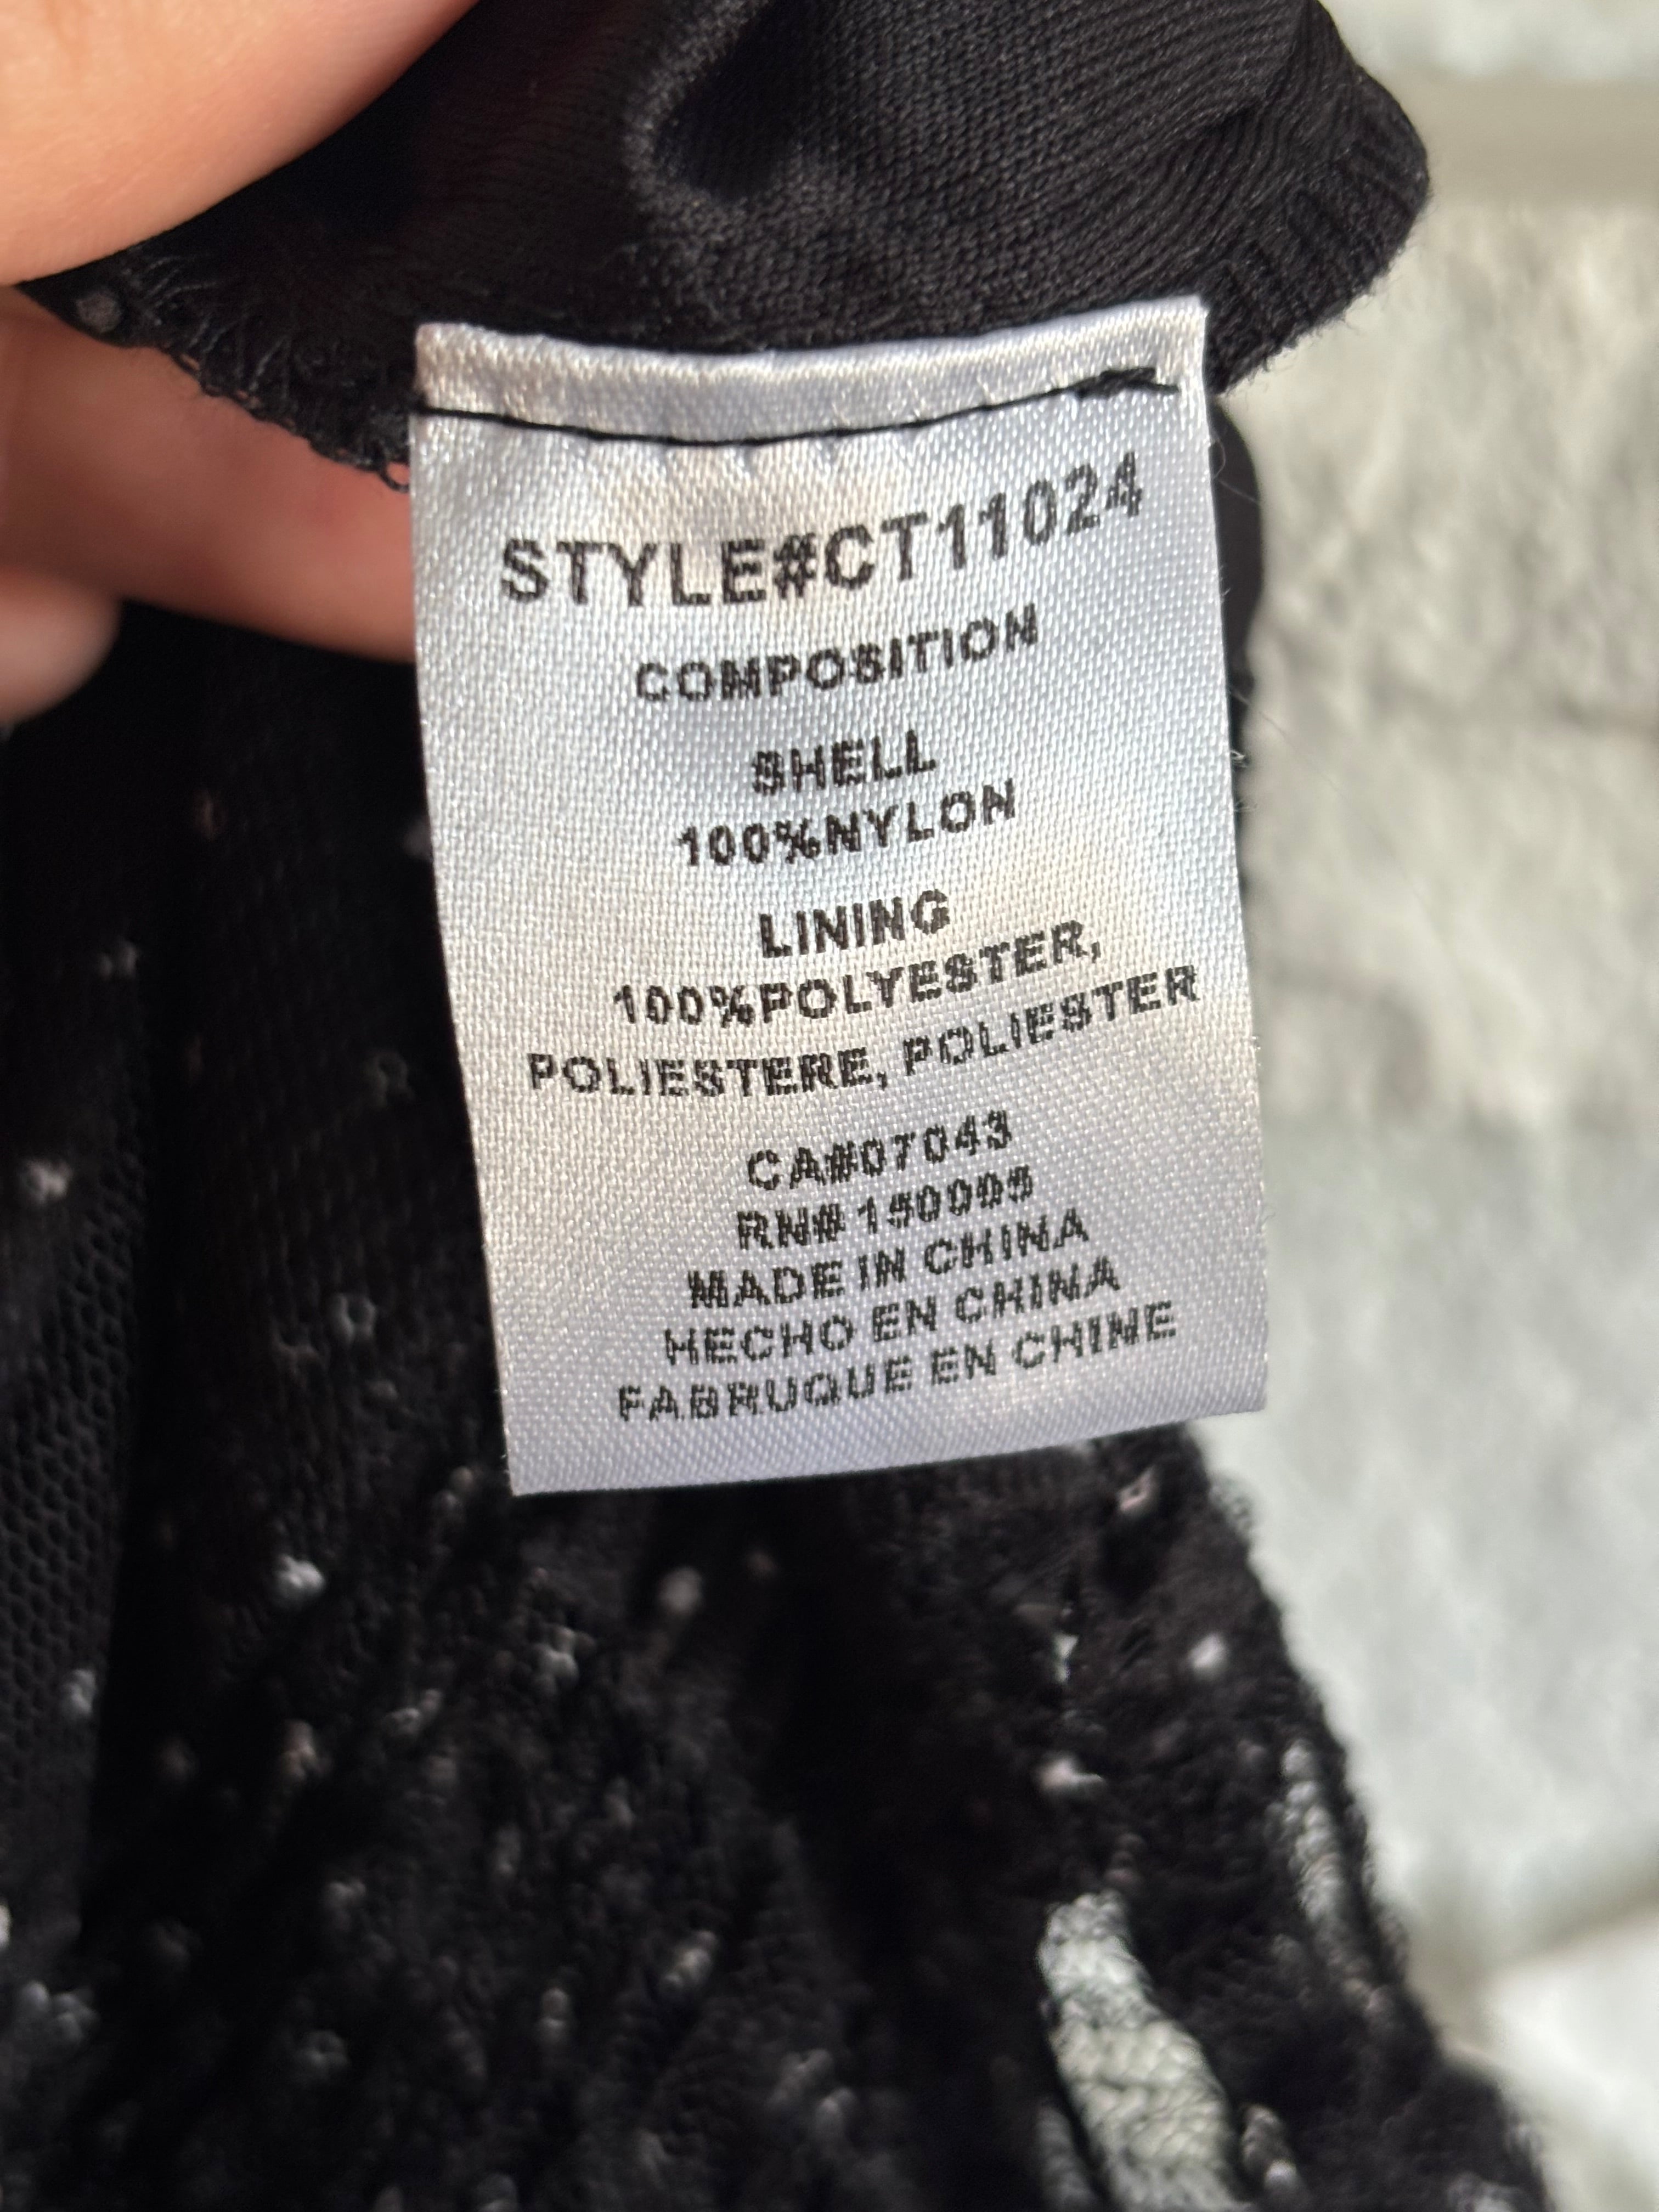 STYLE#CT11024
COMPOSITION
SHELL
100%NYLON
LINING
100%POLYESTER,
POLIESTERE, POLIESTER
CA#07043
RN# 150005
MADE IN CHINA
HECHO EN CHINA
FABRUQUE EN CHINE